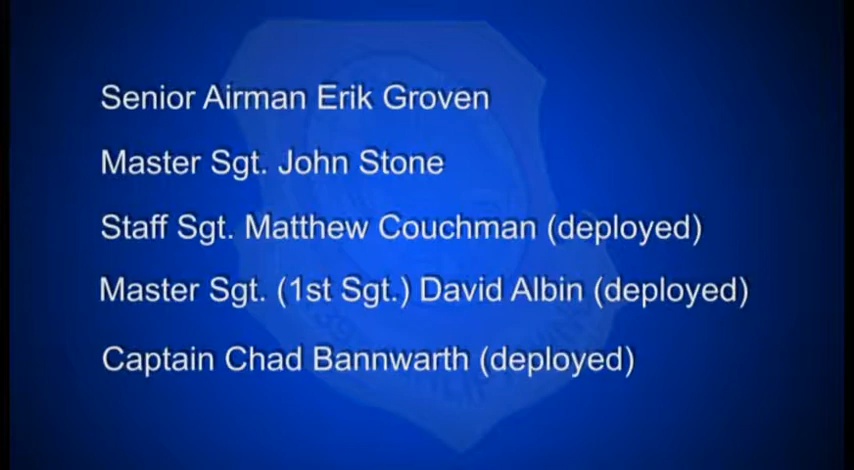 Senior Airman Erik Groven
Master Sgt. John Stone
Staff Sgt. Matthew Couchman (deployed)
Master Sgt. (1st Sgt.) David Albin (deployed)
Captain Chad Bannwarth (deployed)